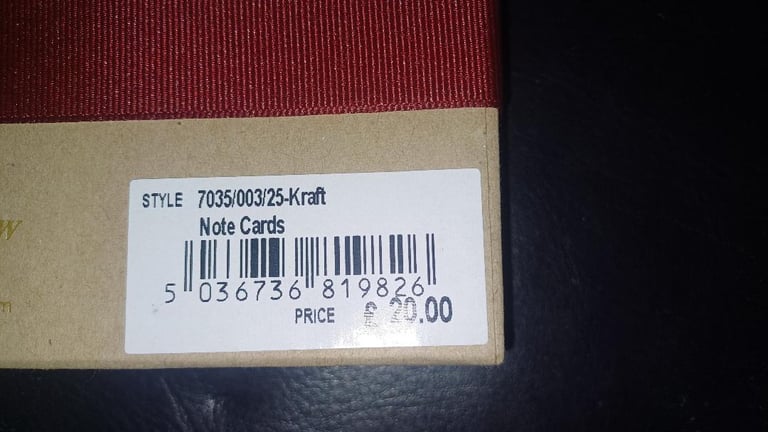 STYLE 7035/003/25-Kraft
Note Cards
5 036736 819826
PRICE £ 20.00